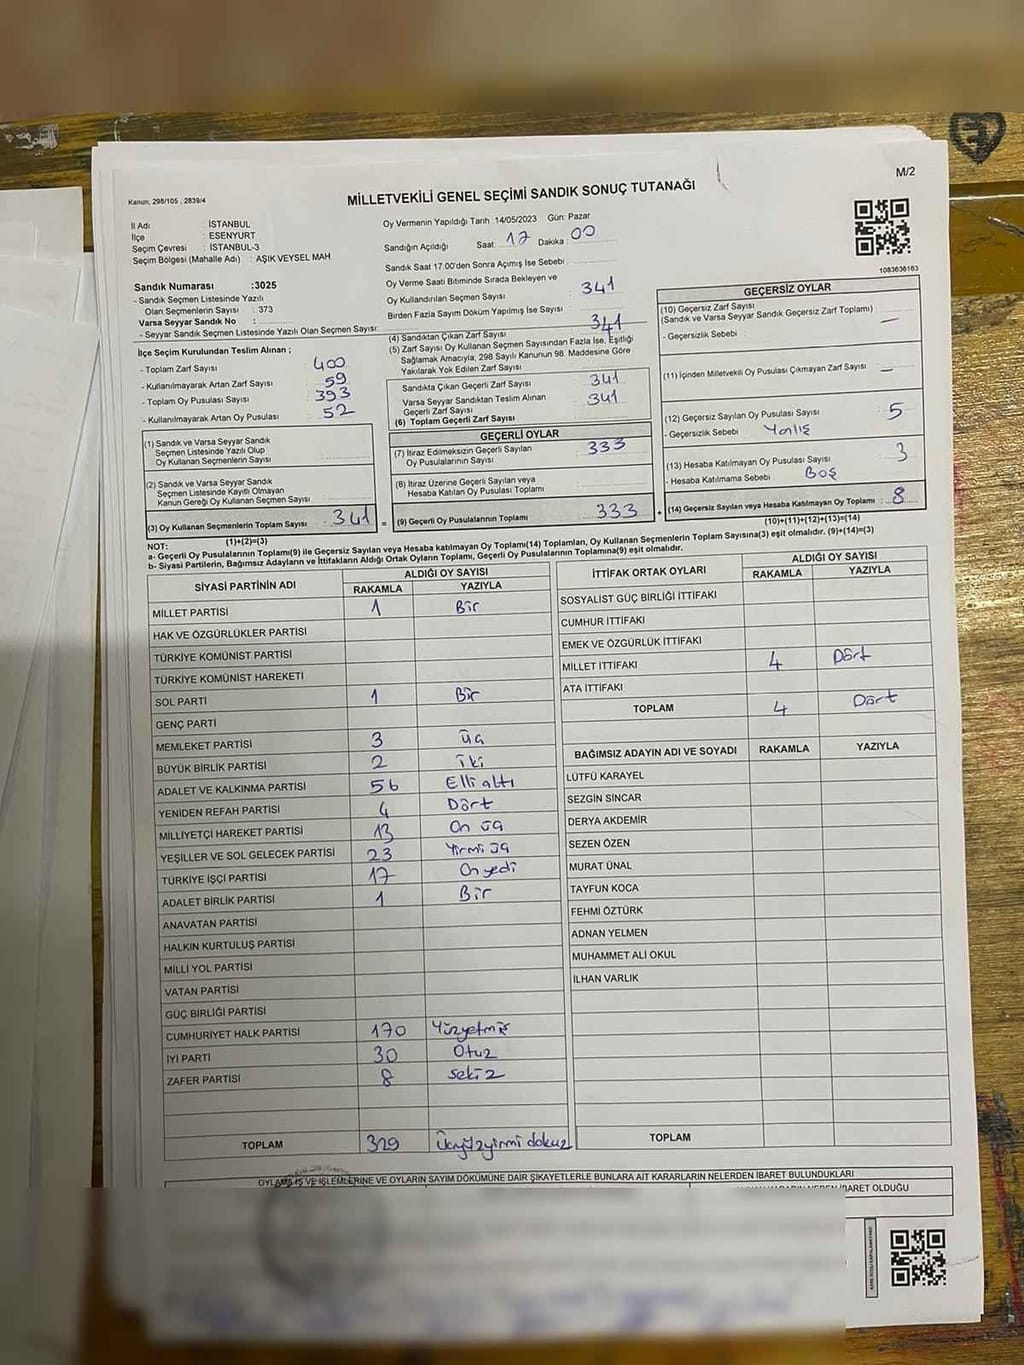 M/2
Kanun; 298/105 , 2839/4
MİLLETVEKİLİ GENEL SEÇİMİ SANDIK SONUÇ TUTANAĞI
İl Adı : İSTANBUL
İlçe : ESENYURT
Seçim Çevresi : İSTANBUL-3
Seçim Bölgesi (Mahalle Adı) : AŞIK VEYSEL MAH
Sandık Numarası :3025
- Sandık Seçmen Listesinde Yazılı
Olan Seçmenlerin Sayısı : 373
Varsa Seyyar Sandık No :
- Seyyar Sandık Seçmen Listesinde Yazılı Olan Seçmen Sayısı:
İlçe Seçim Kurulundan Teslim Alınan ;
- Toplam Zarf Sayısı 400
- Kullanılmayarak Artan Zarf Sayısı 59
- Toplam Oy Pusulası Sayısı 393
- Kullanılmayarak Artan Oy Pusulası 52
(1) Sandık ve Varsa Seyyar Sandık
Seçmen Listesinde Yazılı Olup
Oy Kullanan Seçmenlerin Sayısı
(2) Sandık ve Varsa Seyyar Sandık
Seçmen Listesinde Kayıtlı Olmayan
Kanun Gereği Oy Kullanan Seçmen Sayısı
(3) Oy Kullanan Seçmenlerin Toplam Sayısı : 341 =
(1)+(2)=(3)
Oy Vermenin Yapıldığı Tarih :14/05/2023 Gün: Pazar
Sandığın Açıldığı Saat 17 Dakika : 00
Sandık Saat 17:00'den Sonra Açımış İse Sebebi :
Oy Verme Saati Bitiminde Sırada Bekleyen ve
Oy Kullandırılan Seçmen Sayısı 341
Birden Fazla Sayım Döküm Yapılmış İse Sayısı
(4) Sandıktan Çıkan Zarf Sayısı 341
(5) Zarf Sayısı Oy Kullanan Seçmen Sayısından Fazla İse, Eşitliği
Sağlamak Amacıyla, 298 Sayılı Kanunun 98. Maddesine Göre
Yakılarak Yok Edilen Zarf Sayısı
Sandıkta Çıkan Geçerli Zarf Sayısı 341
Varsa Seyyar Sandıktan Teslim Alınan
Geçerli Zarf Sayısı 341
(6) Toplam Geçerli Zarf Sayısı
GEÇERLİ OYLAR
(7) İtiraz Edilmeksizin Geçerli Sayılan
Oy Pusulalarının Sayısı 333
(8) İtiraz Üzerine Geçerli Sayılan veya
Hesaba Katılan Oy Pusulası Toplamı
(9) Geçerli Oy Pusulalarının Toplamı 333 +
1083636163
GEÇERSİZ OYLAR
(10) Geçersiz Zarf Sayısı
(Sandık ve Varsa Seyyar Sandık Geçersiz Zarf Toplamı) —
- Geçersizlik Sebebi :
(11) İçinden Milletvekili Oy Pusulası Çıkmayan Zarf Sayısı —
(12) Geçersiz Sayılan Oy Pusulası Sayısı 5
- Geçersizlik Sebebi Yanlış
(13) Hesaba Katılmayan Oy Pusulası Sayısı 3
- Hesaba Katılmama Sebebi Boş
(14) Geçersiz Sayılan veya Hesaba Katılmayan Oy Toplamı : 8
(10)+(11)+(12)+(13)=(14)
NOT:
a- Geçerli Oy Pusulalarının Toplamı(9) ile Geçersiz Sayılan veya Hesaba katılmayan Oy Toplamı(14) Toplamları, Oy Kullanan Seçmenlerin Toplam Sayısına(3) eşit olmalıdır. (9)+(14)=(3)
b- Siyasi Partilerin, Bağımsız Adayların ve İttifakların Aldığı Ortak Oyların Toplamı, Geçerli Oy Pusulalarının Toplamına(9) eşit olmalıdır.
SİYASİ PARTİNİN ADI ALDIĞI OY SAYISI
RAKAMLA YAZIYLA
MİLLET PARTİSİ 1 Bir
HAK VE ÖZGÜRLÜKLER PARTİSİ
TÜRKİYE KOMÜNİST PARTİSİ
TÜRKİYE KOMÜNİST HAREKETİ
SOL PARTİ 1 Bir
GENÇ PARTİ
MEMLEKET PARTİSİ 3 üç
BÜYÜK BİRLİK PARTİSİ 2 iki
ADALET VE KALKINMA PARTİSİ 56 Elli altı
YENİDEN REFAH PARTİSİ 4 Dört
MİLLİYETÇİ HAREKET PARTİSİ 13 On üç
YEŞİLLER VE SOL GELECEK PARTİSİ 23 Yirmi üç
TÜRKİYE İŞÇİ PARTİSİ 17 On yedi
ADALET BİRLİK PARTİSİ 1 Bir
ANAVATAN PARTİSİ
HALKIN KURTULUŞ PARTİSİ
MİLLİ YOL PARTİSİ
VATAN PARTİSİ
GÜÇ BİRLİĞİ PARTİSİ
CUMHURİYET HALK PARTİSİ 170 Yüzyetmiş
İYİ PARTİ 30 Otuz
ZAFER PARTİSİ 8 sekiz
TOPLAM 329 Üçyüzyirmi dokuz
İTTİFAK ORTAK OYLARI ALDIĞI OY SAYISI
RAKAMLA YAZIYLA
SOSYALİST GÜÇ BİRLİĞİ İTTİFAKI
CUMHUR İTTİFAKI
EMEK VE ÖZGÜRLÜK İTTİFAKI
MİLLET İTTİFAKI 4 Dört
ATA İTTİFAKI
TOPLAM 4 Dört
BAĞIMSIZ ADAYIN ADI VE SOYADI RAKAMLA YAZIYLA
LÜTFÜ KARAYEL
SEZGİN SİNCAR
DERYA AKDEMİR
SEZEN ÖZEN
MURAT ÜNAL
TAYFUN KOCA
FEHMİ ÖZTÜRK
ADNAN YELMEN
MUHAMMET ALİ OKUL
İLHAN VARLIK
TOPLAM
OYLAMA İŞ VE İŞLEMLERİNE VE OYLARIN SAYIM DÖKÜMÜNE DAİR ŞİKAYETLERLE BUNLARA AİT KARARLARIN NELERDEN İBARET BULUNDUKLARI
İBARET OLDUĞU